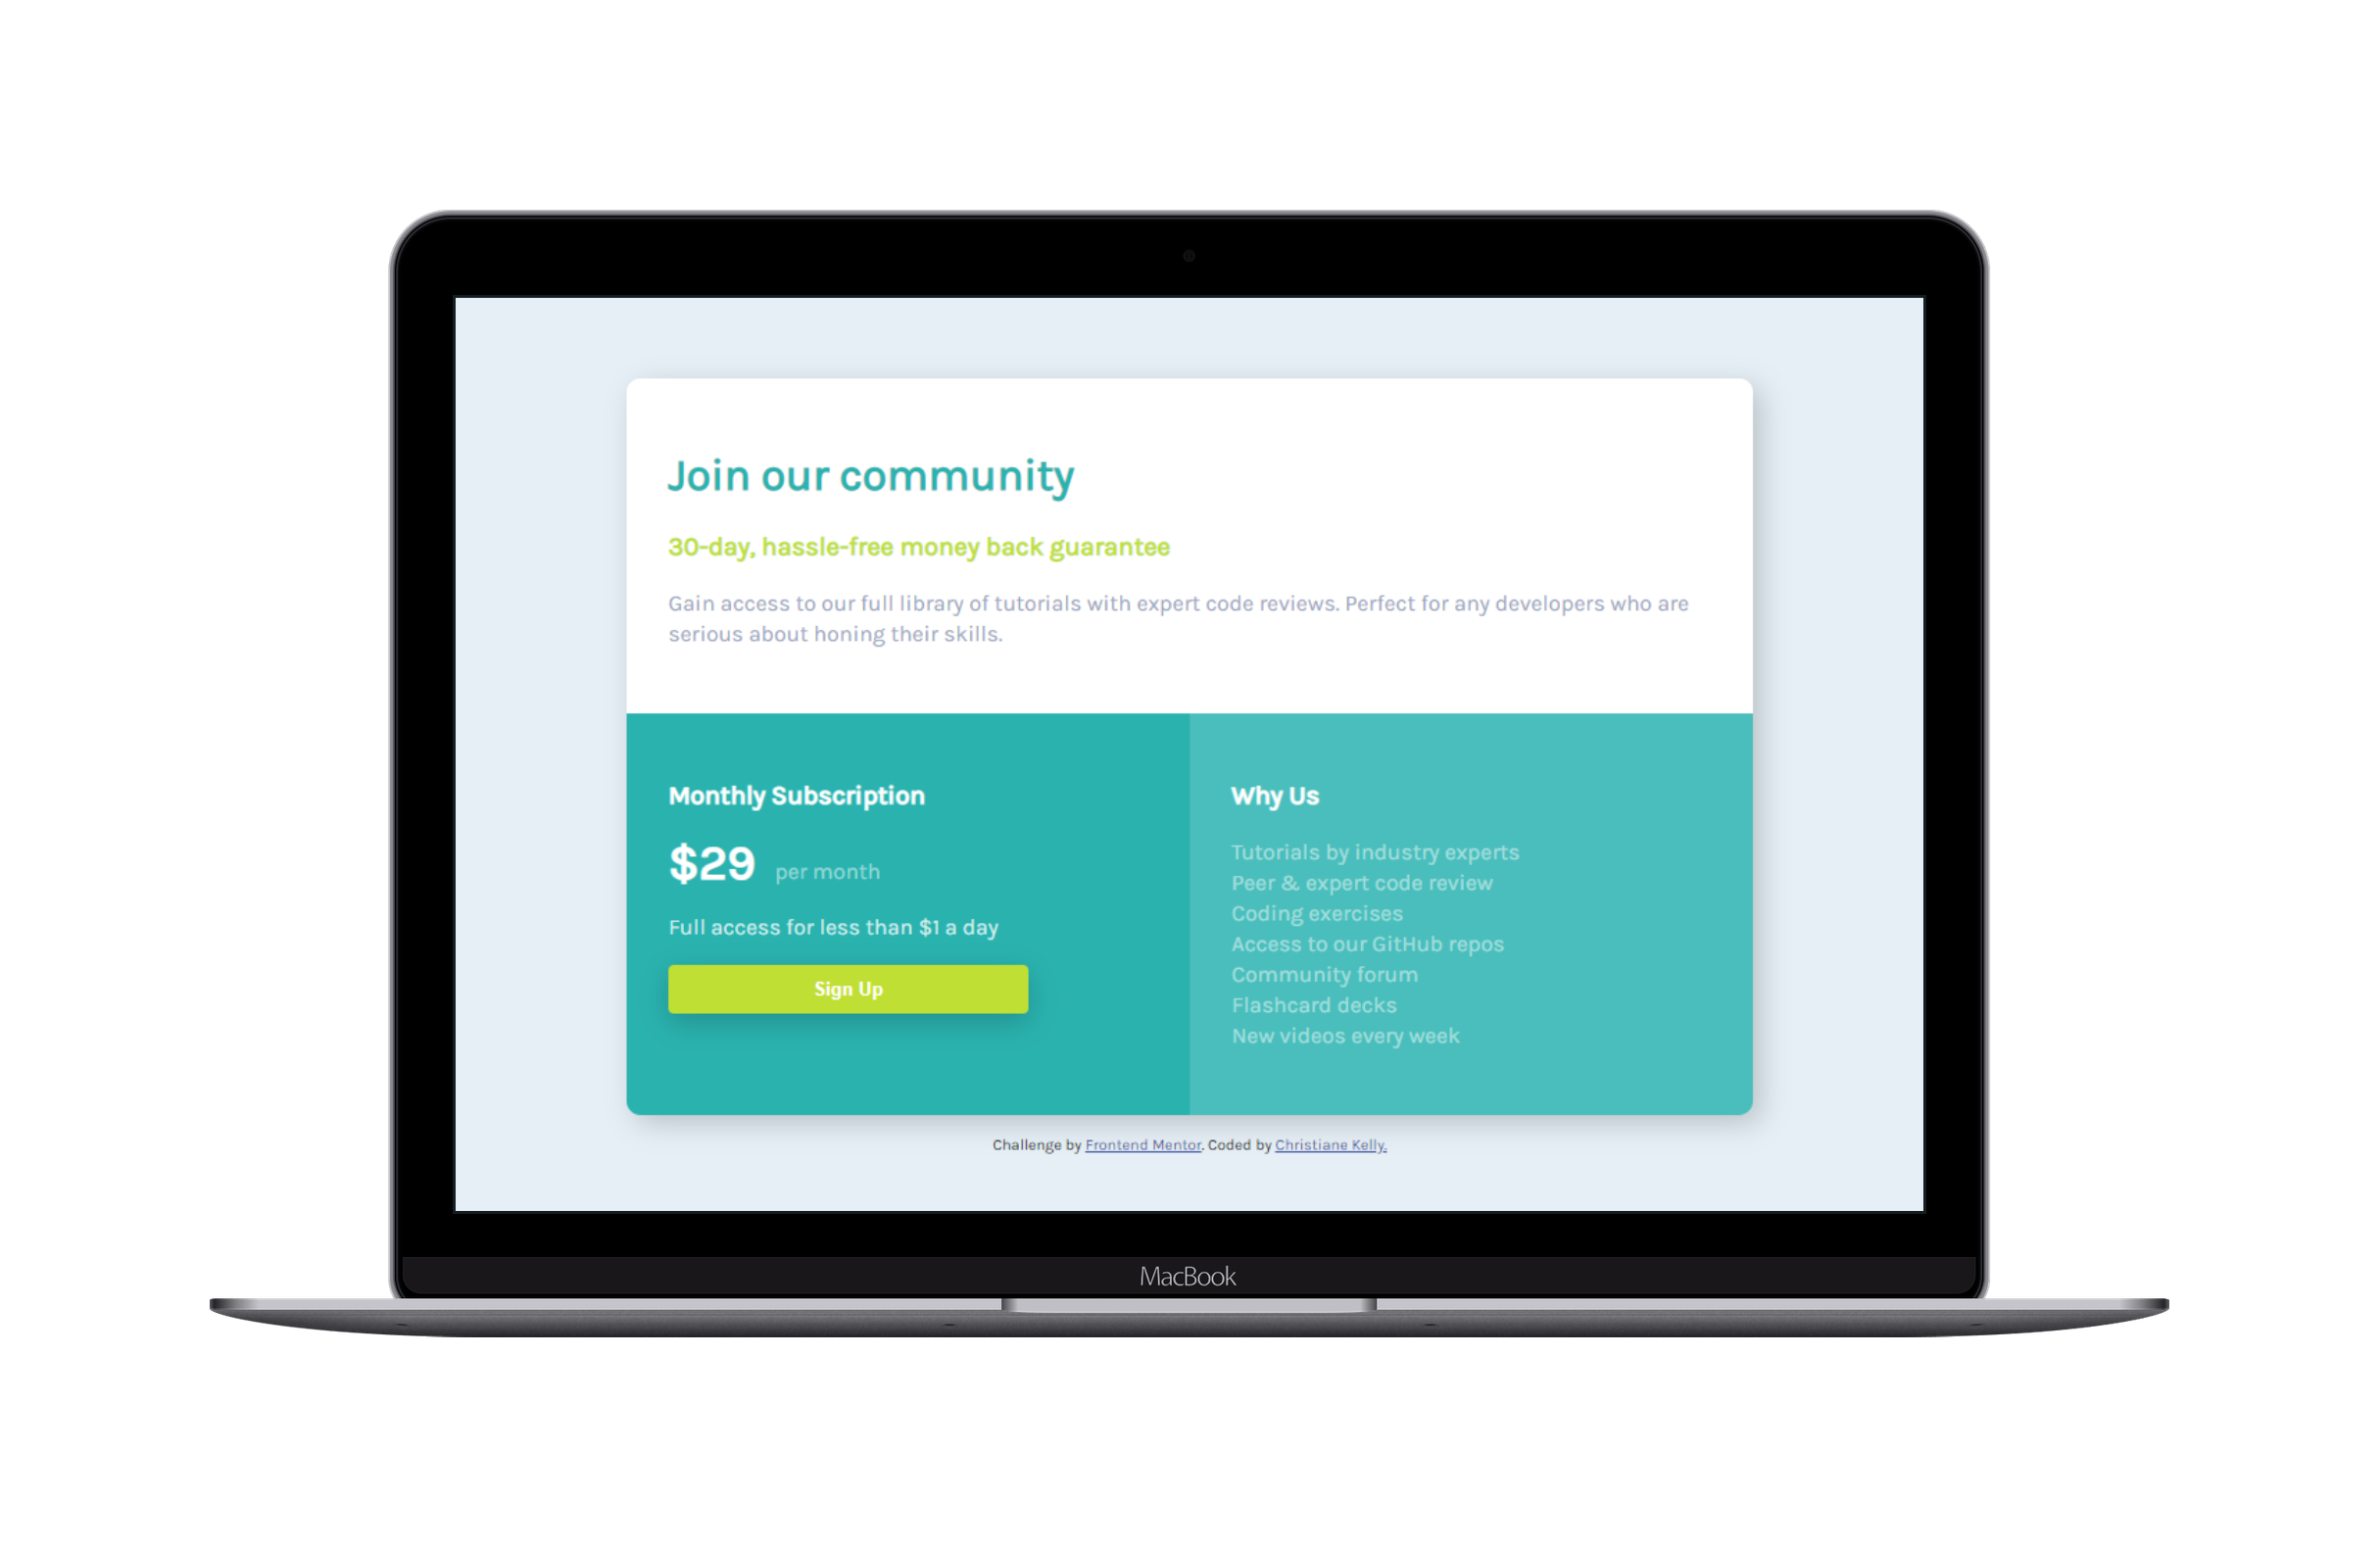 Join our community
30-day, hassle-free money back guarantee
Gain access to our full library of tutorials with expert code reviews. Perfect for any developers who are
serious about honing their skills.
Monthly Subscription
$29 per month
Full access for less than $1 a day
Sign Up
Why Us
Tutorials by industry experts
Peer & expert code review
Coding exercises
Access to our GitHub repos
Community forum
Flashcard decks
New videos every week
Challenge by Frontend Mentor. Coded by Christiane Kelly.
MacBook